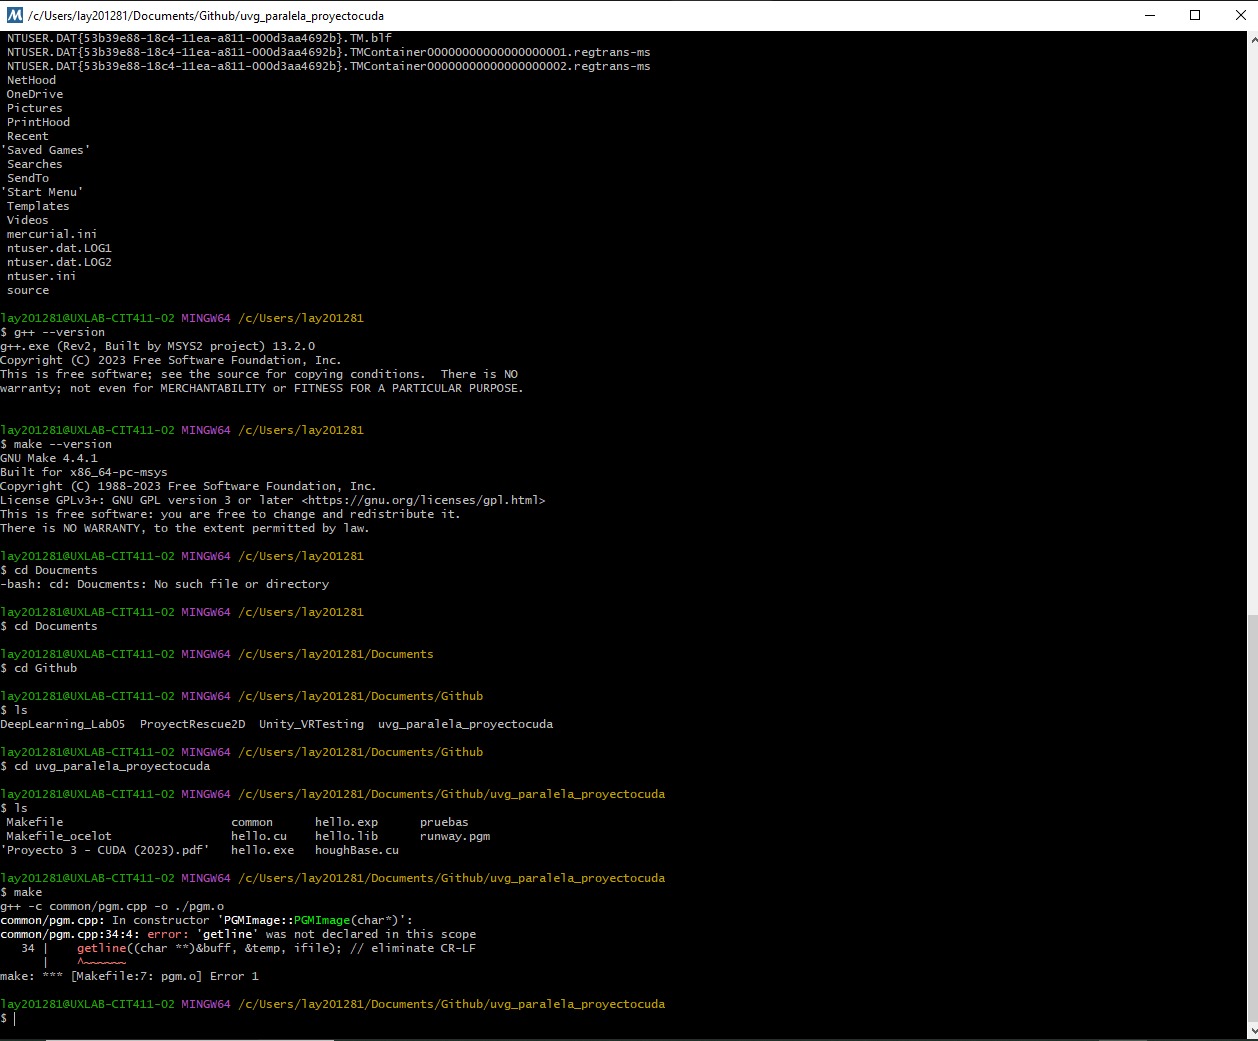 /c/Users/lay201281/Documents/Github/uvg_paralela_proyectocuda
NTUSER.DAT{53b39e88-18c4-11ea-a811-000d3aa4692b}.TM.blf
NTUSER.DAT{53b39e88-18c4-11ea-a811-000d3aa4692b}.TMContainer00000000000000000001.regtrans-ms
NTUSER.DAT{53b39e88-18c4-11ea-a811-000d3aa4692b}.TMContainer00000000000000000002.regtrans-ms
NetHood
OneDrive
Pictures
PrintHood
Recent
'Saved Games'
Searches
SendTo
'Start Menu'
Templates
Videos
mercurial.ini
ntuser.dat.LOG1
ntuser.dat.LOG2
ntuser.ini
source
lay201281@UXLAB-CIT411-02 MINGW64 /c/Users/lay201281
$ g++ --version
g++.exe (Rev2, Built by MSYS2 project) 13.2.0
Copyright (C) 2023 Free Software Foundation, Inc.
This is free software; see the source for copying conditions.  There is NO
warranty; not even for MERCHANTABILITY or FITNESS FOR A PARTICULAR PURPOSE.
lay201281@UXLAB-CIT411-02 MINGW64 /c/Users/lay201281
$ make --version
GNU Make 4.4.1
Built for x86_64-pc-msys
Copyright (C) 1988-2023 Free Software Foundation, Inc.
License GPLv3+: GNU GPL version 3 or later <https://gnu.org/licenses/gpl.html>
This is free software: you are free to change and redistribute it.
There is NO WARRANTY, to the extent permitted by law.
lay201281@UXLAB-CIT411-02 MINGW64 /c/Users/lay201281
$ cd Doucments
-bash: cd: Doucments: No such file or directory
lay201281@UXLAB-CIT411-02 MINGW64 /c/Users/lay201281
$ cd Documents
lay201281@UXLAB-CIT411-02 MINGW64 /c/Users/lay201281/Documents
$ cd Github
lay201281@UXLAB-CIT411-02 MINGW64 /c/Users/lay201281/Documents/Github
$ ls
DeepLearning_Lab05  ProyectRescue2D  Unity_VRTesting  uvg_paralela_proyectocuda
lay201281@UXLAB-CIT411-02 MINGW64 /c/Users/lay201281/Documents/Github
$ cd uvg_paralela_proyectocuda
lay201281@UXLAB-CIT411-02 MINGW64 /c/Users/lay201281/Documents/Github/uvg_paralela_proyectocuda
$ ls
Makefile                        common      hello.exp      pruebas
Makefile_ocelot                 hello.cu    hello.lib      runway.pgm
'Proyecto 3 - CUDA (2023).pdf'   hello.exe   houghBase.cu
lay201281@UXLAB-CIT411-02 MINGW64 /c/Users/lay201281/Documents/Github/uvg_paralela_proyectocuda
$ make
g++ -c common/pgm.cpp -o ./pgm.o
common/pgm.cpp: In constructor 'PGMImage::PGMImage(char*)':
common/pgm.cpp:34:4: error: 'getline' was not declared in this scope
34 |    getline((char **)&buff, &temp, ifile); // eliminate CR-LF
|    ^~~~~~~
make: *** [Makefile:7: pgm.o] Error 1
lay201281@UXLAB-CIT411-02 MINGW64 /c/Users/lay201281/Documents/Github/uvg_paralela_proyectocuda
$